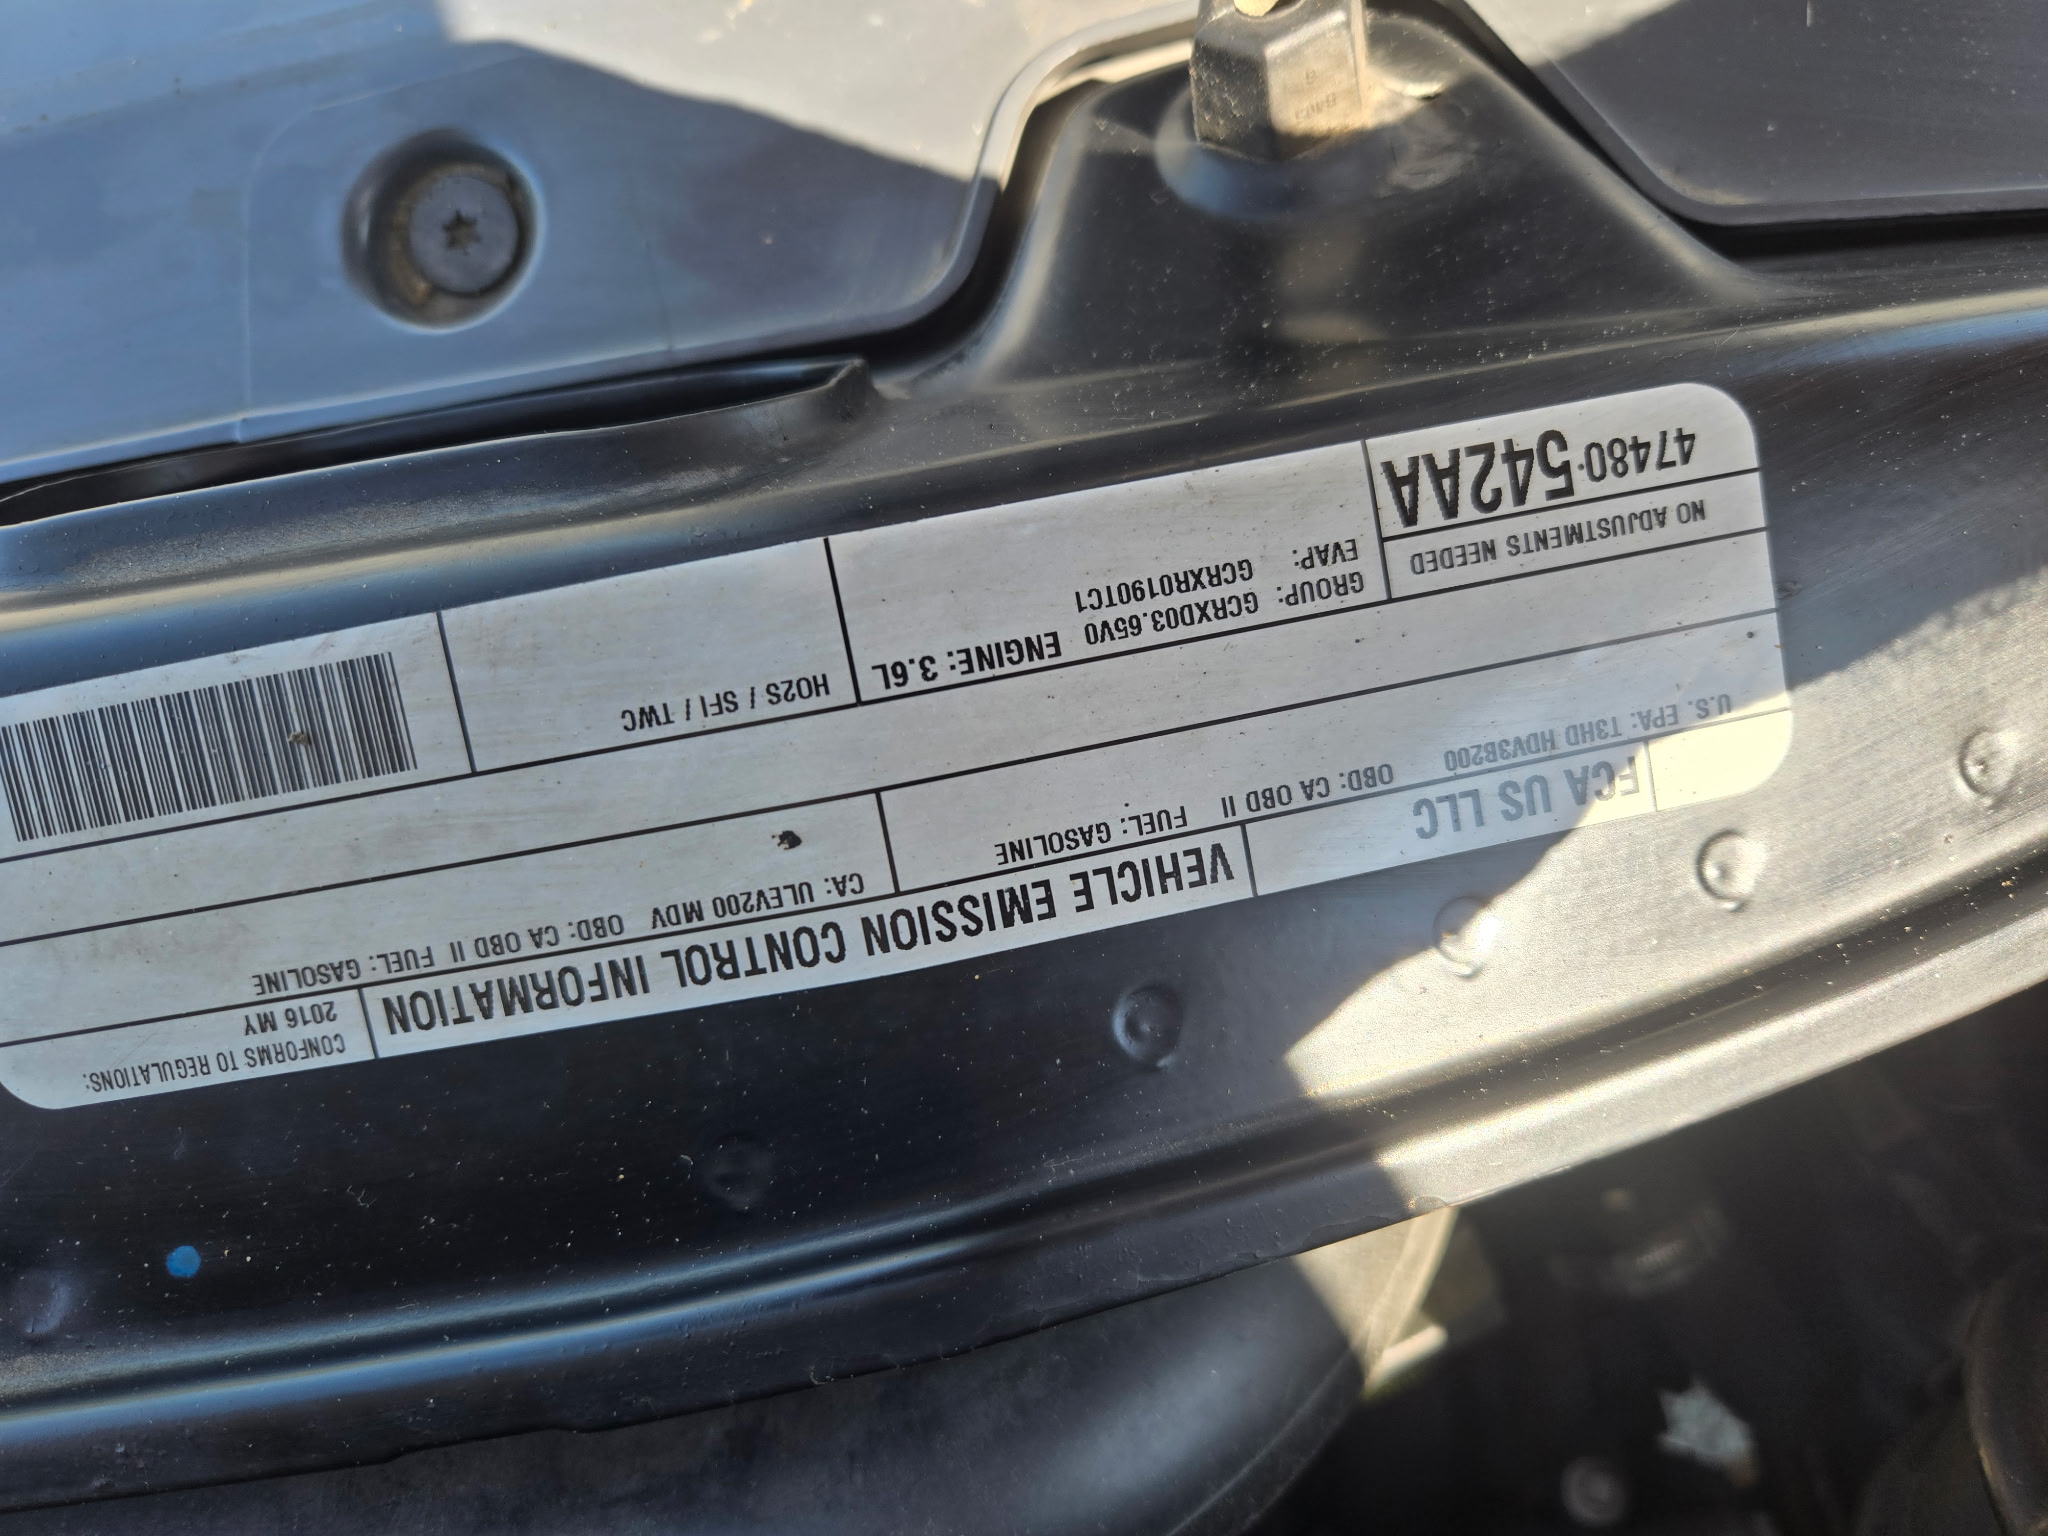 FCA US LLC
VEHICLE EMISSION CONTROL INFORMATION
CONFORMS TO REGULATIONS:
2016 MY
U.S. EPA: T3HD HDV3B200 OBD: CA OBD II FUEL: GASOLINE
CA: ULEV200 MDV OBD: CA OBD II FUEL: GASOLINE
NO ADJUSTMENTS NEEDED
47480·542AA
GROUP: GCRXD03.65V0 ENGINE: 3.6L
EVAP: GCRXR0190TC1
HO2S / SFI / TWC